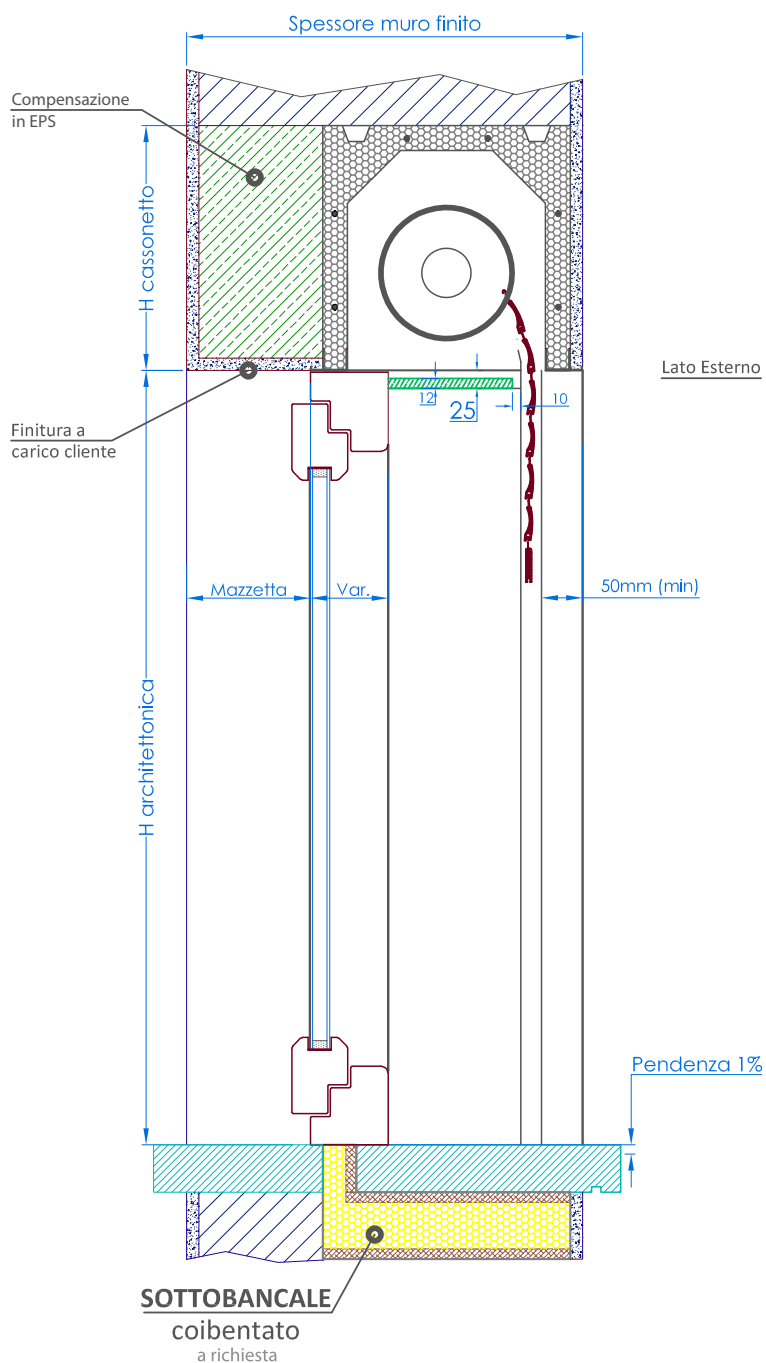 Spessore muro finito
Compensazione
in EPS
H cassonetto
Lato Esterno
12
25
10
Finitura a
carico cliente
Mazzetta
Var.
50mm (min)
H architettonica
Pendenza 1%
SOTTOBANCALE
coibentato
a richiesta